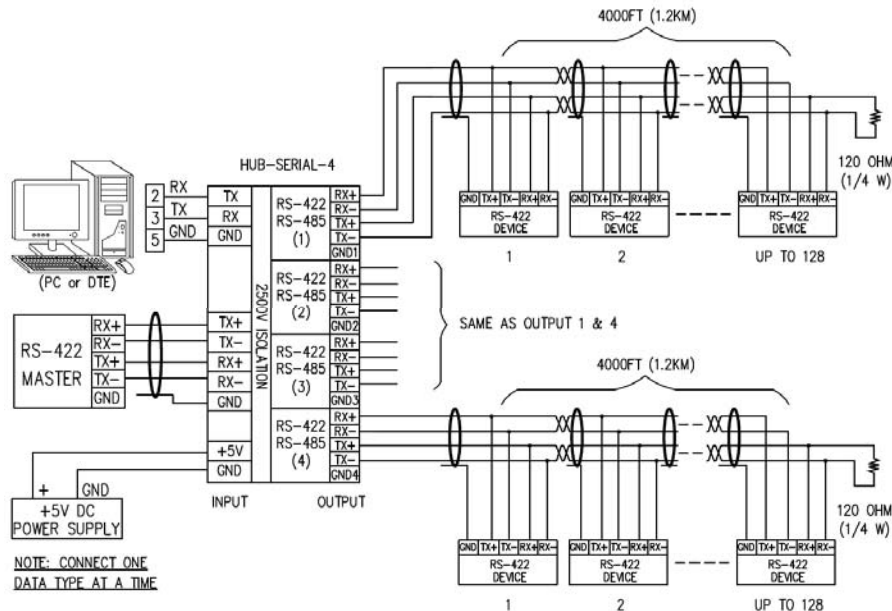 4000FT (1.2KM)
120 OHM
(1/4 W)
GND TX+ TX- RX+ RX-
RS-422
DEVICE
1
GND TX+ TX- RX+ RX-
RS-422
DEVICE
2
GND TX+ TX- RX+ RX-
RS-422
DEVICE
UP TO 128
HUB-SERIAL-4
2 RX
3 TX
5 GND
(PC or DTE)
TX
RX
GND
RS-422
MASTER
RX+
RX-
TX+
TX-
GND
TX+
TX-
RX+
RX-
GND
+5V
GND
+ GND
+5V DC
POWER SUPPLY
INPUT
2500V ISOLATION
RS-422
RS-485
(1)
RX+
RX-
TX+
TX-
GND1
RS-422
RS-485
(2)
RX+
RX-
TX+
TX-
GND2
RS-422
RS-485
(3)
RX+
RX-
TX+
TX-
GND3
RS-422
RS-485
(4)
RX+
RX-
TX+
TX-
GND4
OUTPUT
SAME AS OUTPUT 1 & 4
4000FT (1.2KM)
120 OHM
(1/4 W)
GND TX+ TX- RX+ RX-
RS-422
DEVICE
1
GND TX+ TX- RX+ RX-
RS-422
DEVICE
2
GND TX+ TX- RX+ RX-
RS-422
DEVICE
UP TO 128
NOTE: CONNECT ONE
DATA TYPE AT A TIME